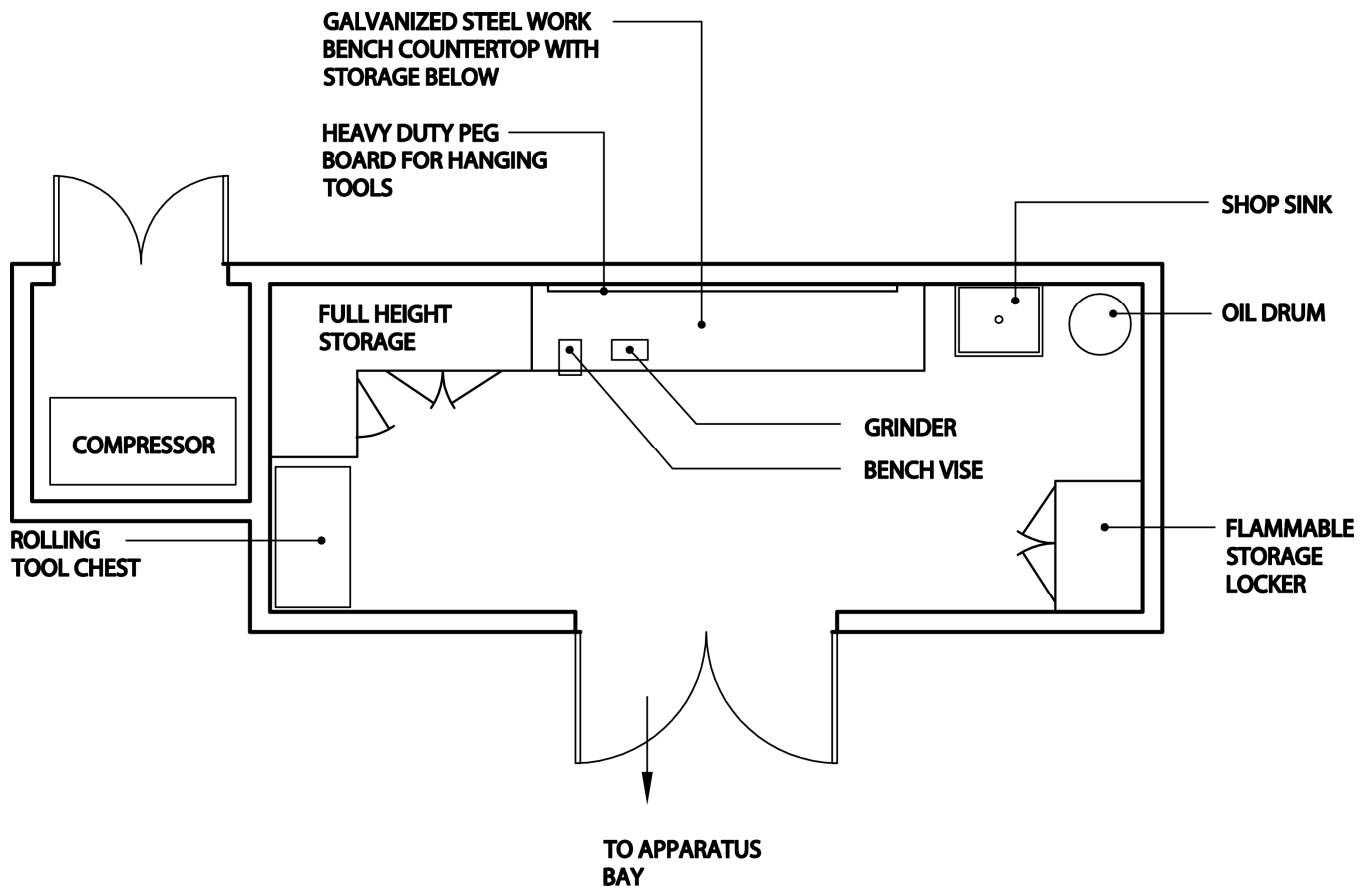 GALVANIZED STEEL WORK
BENCH COUNTERTOP WITH
STORAGE BELOW
HEAVY DUTY PEG
BOARD FOR HANGING
TOOLS
SHOP SINK
OIL DRUM
FULL HEIGHT
STORAGE
COMPRESSOR
GRINDER
BENCH VISE
ROLLING
TOOL CHEST
FLAMMABLE
STORAGE
LOCKER
TO APPARATUS
BAY